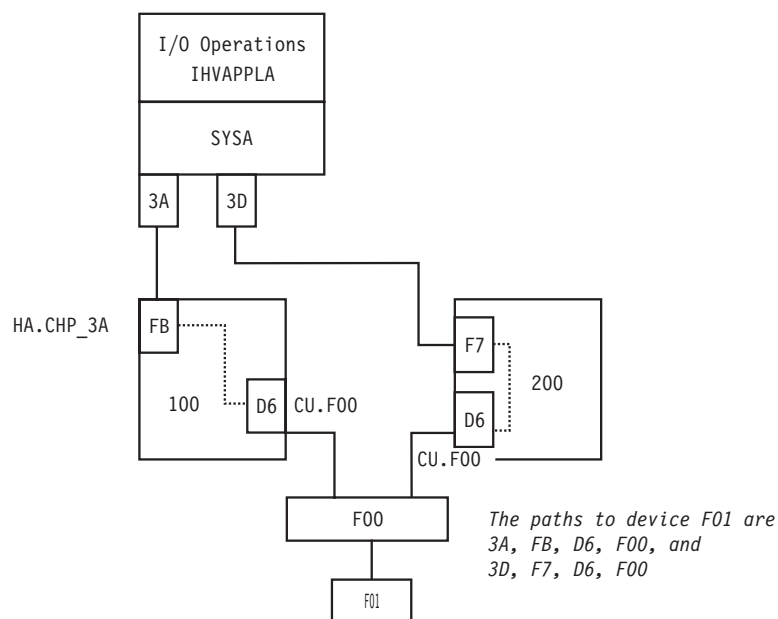 I/O Operations
IHVAPPLA
SYSA
3A
3D
HA.CHP_3A
FB
F7
100
200
D6
CU.F00
D6
CU.F00
F00
The paths to device F01 are
3A, FB, D6, F00, and
3D, F7, D6, F00
F01